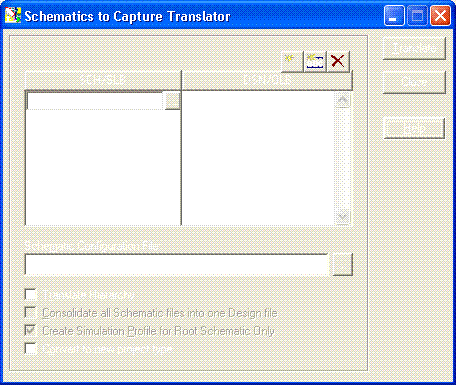 Schematics to Capture Translator
Translate
Close
Help
Schematic Configuration File:
Translate Hierarchy
Consolidate all Schematic files into one Design file
Create Simulation Profile for Root Schematic Only